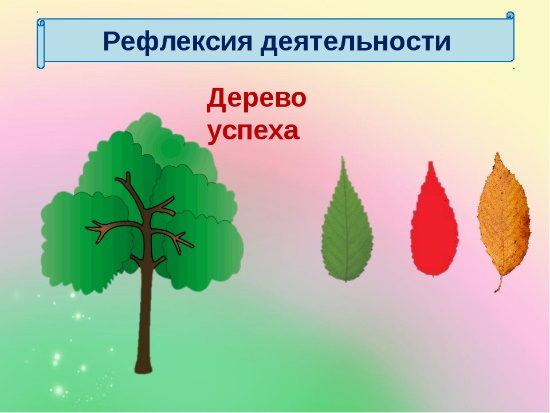 Рефлексия деятельности
Дерево
успеха